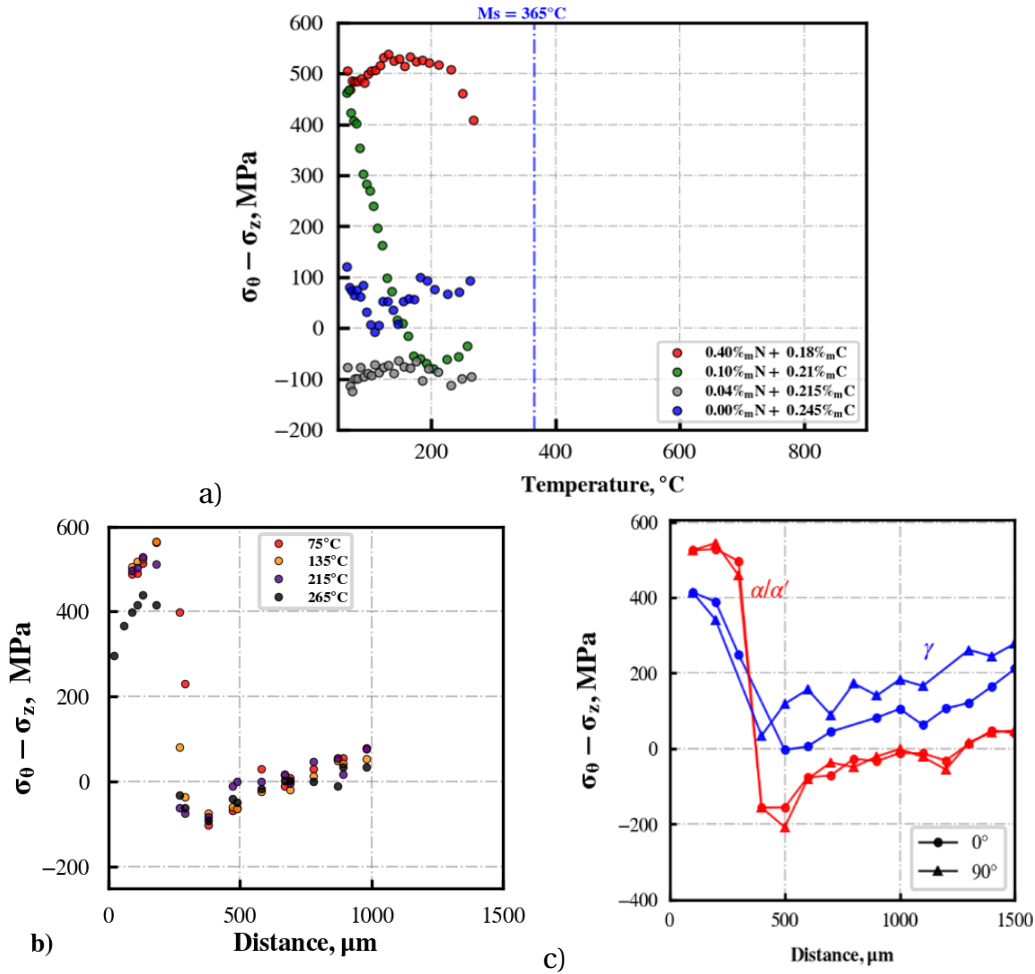 Ms = 365°C
600
500
400
300
200
100
0
−100
−200
σθ − σz, MPa
0.40%mN + 0.18%mC
0.10%mN + 0.21%mC
0.04%mN + 0.215%mC
0.00%mN + 0.245%mC
200 400 600 800
Temperature, °C
a)
600
400
200
0
−200
σθ − σz, MPa
75°C
135°C
215°C
265°C
0 500 1000 1500
Distance, µm
b)
600
400
200
0
−200
−400
σθ − σz, MPa
α/α'
γ
0°
90°
0 500 1000 1500
Distance, µm
c)